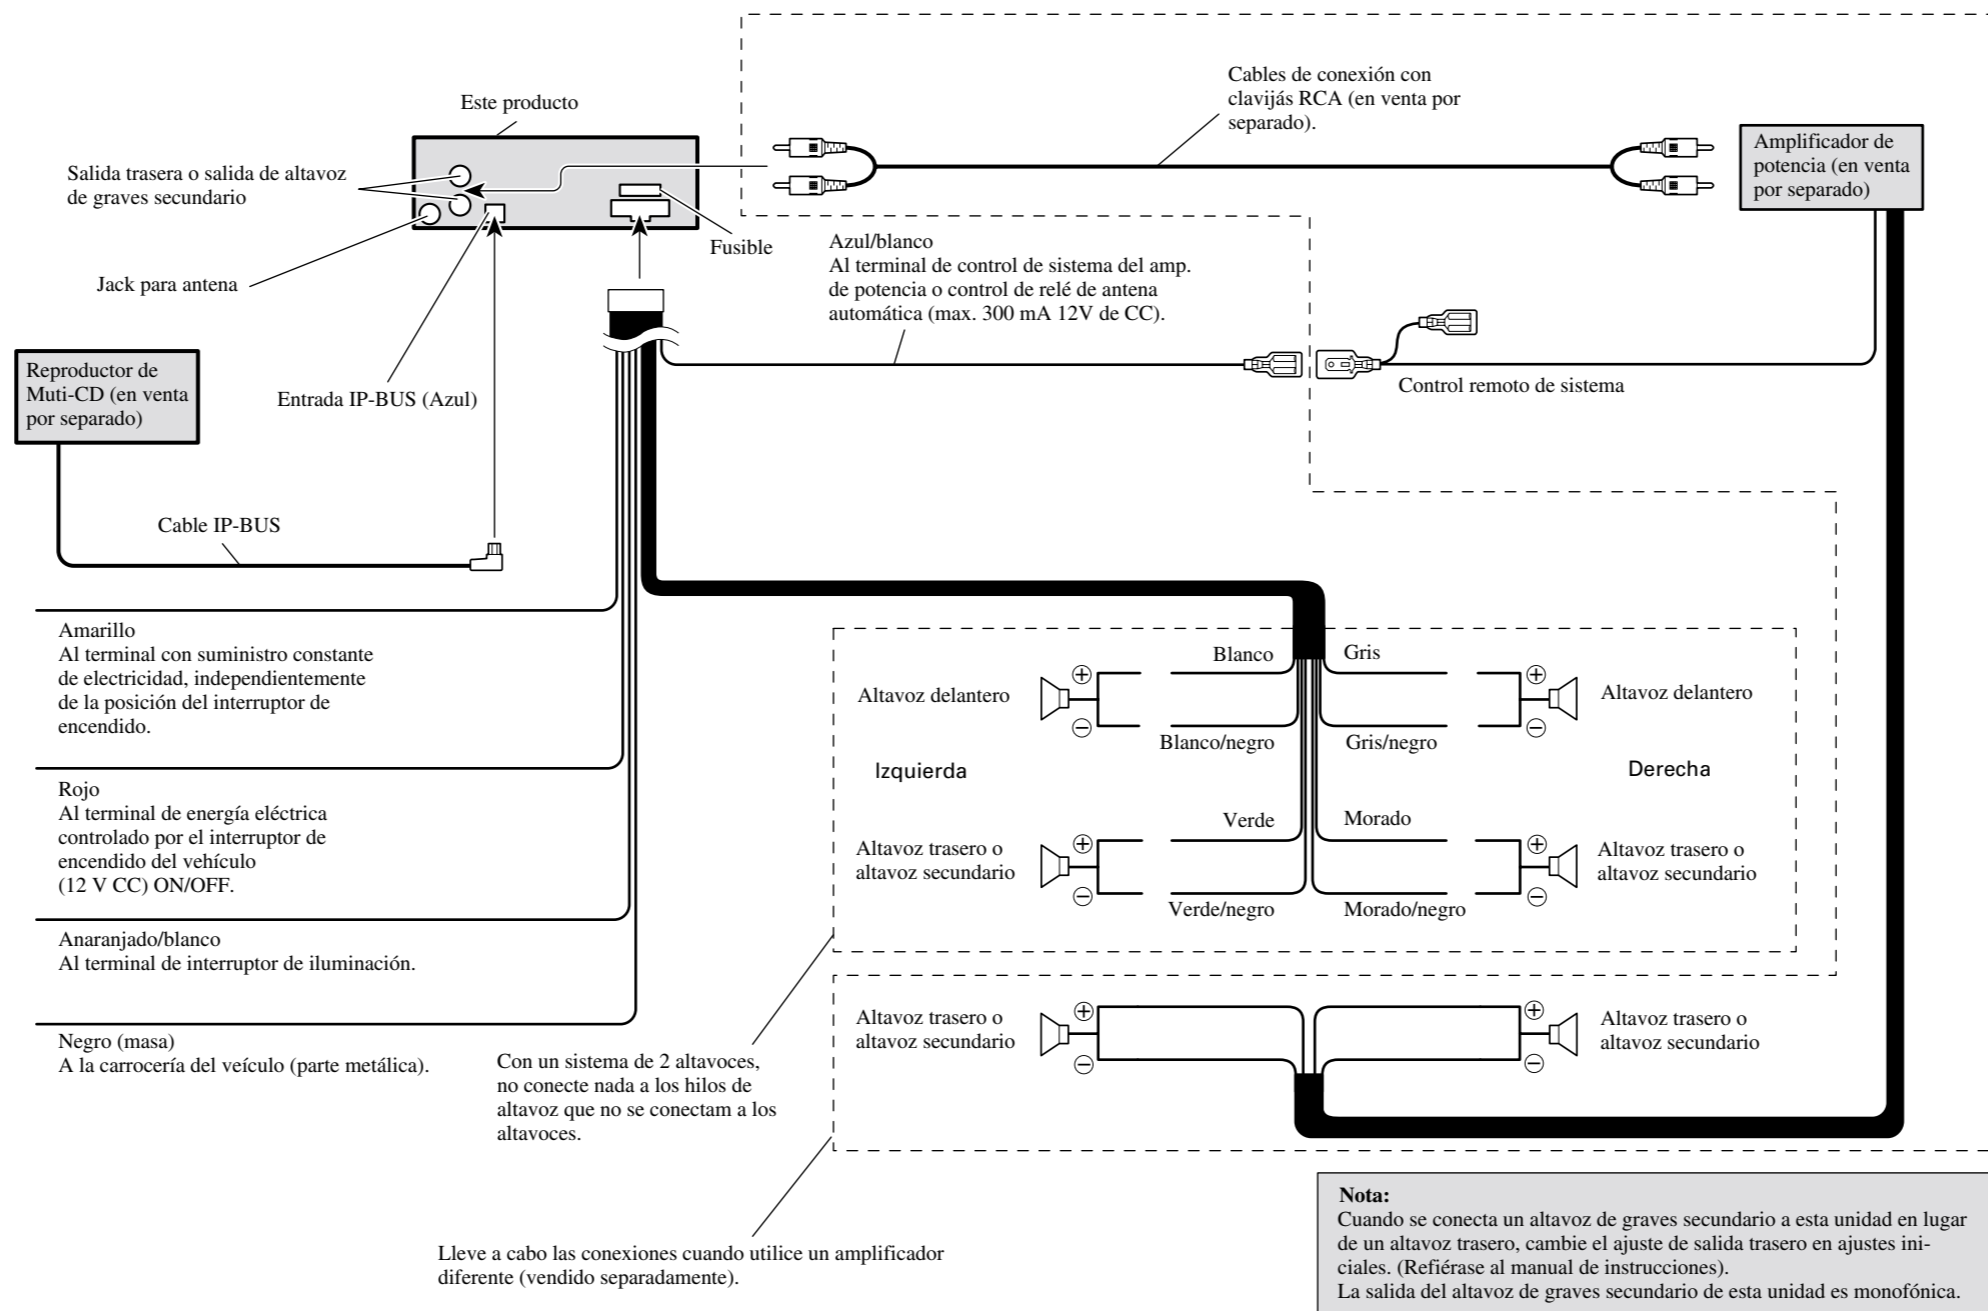 Este producto
Salida trasera o salida de altavoz
de graves secundario
Jack para antena
Fusible
Cables de conexión con
clavijás RCA (en venta por
separado).
Amplificador de
potencia (en venta
por separado)
Azul/blanco
Al terminal de control de sistema del amp.
de potencia o control de relé de antena
automática (max. 300 mA 12V de CC).
Control remoto de sistema
Reproductor de
Muti-CD (en venta
por separado)
Entrada IP-BUS (Azul)
Cable IP-BUS
Amarillo
Al terminal con suministro constante
de electricidad, independientemente
de la posición del interruptor de
encendido.
Rojo
Al terminal de energía eléctrica
controlado por el interruptor de
encendido del vehículo
(12 V CC) ON/OFF.
Anaranjado/blanco
Al terminal de interruptor de iluminación.
Negro (masa)
A la carrocería del veículo (parte metálica).
Blanco
Gris
Altavoz delantero
+
−
+
−
Altavoz delantero
Blanco/negro
Gris/negro
Izquierda
Derecha
Verde
Morado
Altavoz trasero o
altavoz secundario
+
−
+
−
Altavoz trasero o
altavoz secundario
Verde/negro
Morado/negro
Altavoz trasero o
altavoz secundario
+
−
+
−
Altavoz trasero o
altavoz secundario
Con un sistema de 2 altavoces,
no conecte nada a los hilos de
altavoz que no se conectam a los
altavoces.
Lleve a cabo las conexiones cuando utilice un amplificador
diferente (vendido separadamente).
Nota:
Cuando se conecta un altavoz de graves secundario a esta unidad en lugar
de un altavoz trasero, cambie el ajuste de salida trasero en ajustes ini-
ciales. (Refiérase al manual de instrucciones).
La salida del altavoz de graves secundario de esta unidad es monofónica.